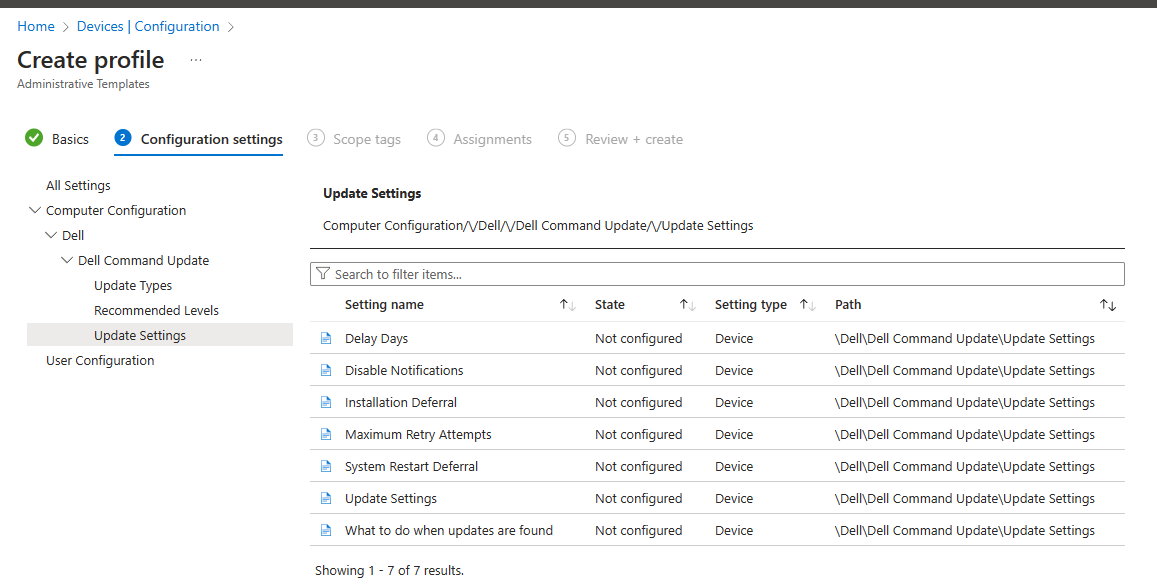 Home > Devices | Configuration >
Create profile ...
Administrative Templates
Basics 2 Configuration settings 3 Scope tags 4 Assignments 5 Review + create
All Settings
Computer Configuration
Dell
Dell Command Update
Update Types
Recommended Levels
Update Settings
User Configuration
Update Settings
Computer Configuration/\/Dell/\/Dell Command Update/\/Update Settings
Search to filter items...
Setting name ↑↓ State ↑↓ Setting type ↑↓ Path ↑↓
Delay Days Not configured Device \Dell\Dell Command Update\Update Settings
Disable Notifications Not configured Device \Dell\Dell Command Update\Update Settings
Installation Deferral Not configured Device \Dell\Dell Command Update\Update Settings
Maximum Retry Attempts Not configured Device \Dell\Dell Command Update\Update Settings
System Restart Deferral Not configured Device \Dell\Dell Command Update\Update Settings
Update Settings Not configured Device \Dell\Dell Command Update\Update Settings
What to do when updates are found Not configured Device \Dell\Dell Command Update\Update Settings
Showing 1 - 7 of 7 results.